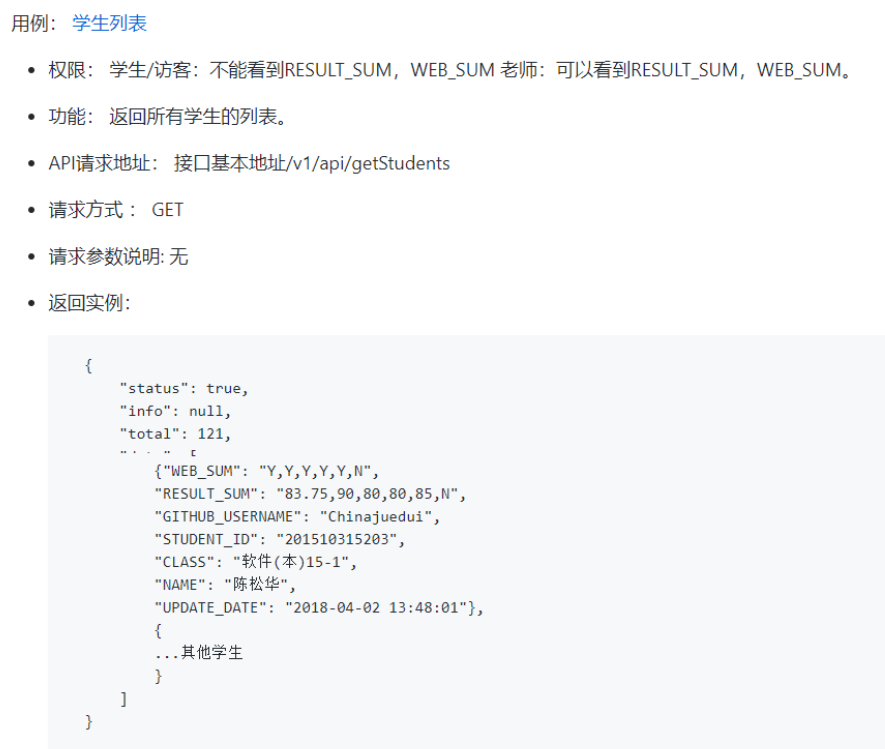 用例： 学生列表
• 权限： 学生/访客：不能看到RESULT_SUM，WEB_SUM 老师：可以看到RESULT_SUM，WEB_SUM。
• 功能： 返回所有学生的列表。
• API请求地址： 接口基本地址/v1/api/getStudents
• 请求方式 ： GET
• 请求参数说明: 无
• 返回实例：
{
"status": true,
"info": null,
"total": 121,
{"WEB_SUM": "Y,Y,Y,Y,Y,N",
"RESULT_SUM": "83.75,90,80,80,85,N",
"GITHUB_USERNAME": "Chinajuedui",
"STUDENT_ID": "201510315203",
"CLASS": "软件(本)15-1",
"NAME": "陈松华",
"UPDATE_DATE": "2018-04-02 13:48:01"},
{
...其他学生
}
]
}